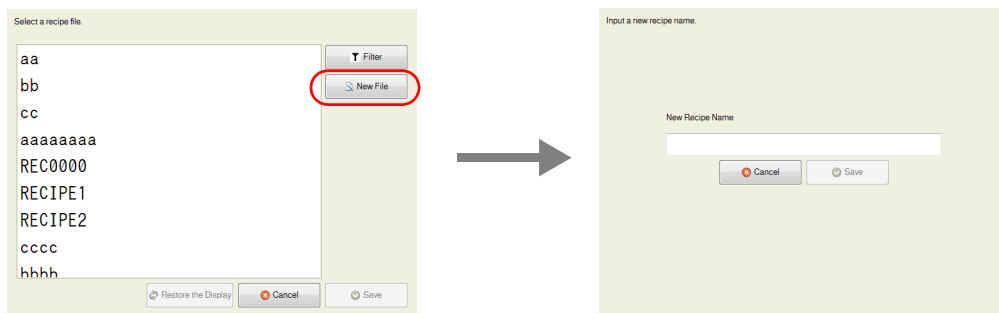 Select a recipe file.
aa
bb
cc
aaaaaaaa
REC0000
RECIPE1
RECIPE2
cccc
bbbb
Filter
New File
Restore the Display
Cancel
Save
Input a new recipe name.
New Recipe Name
Cancel
Save